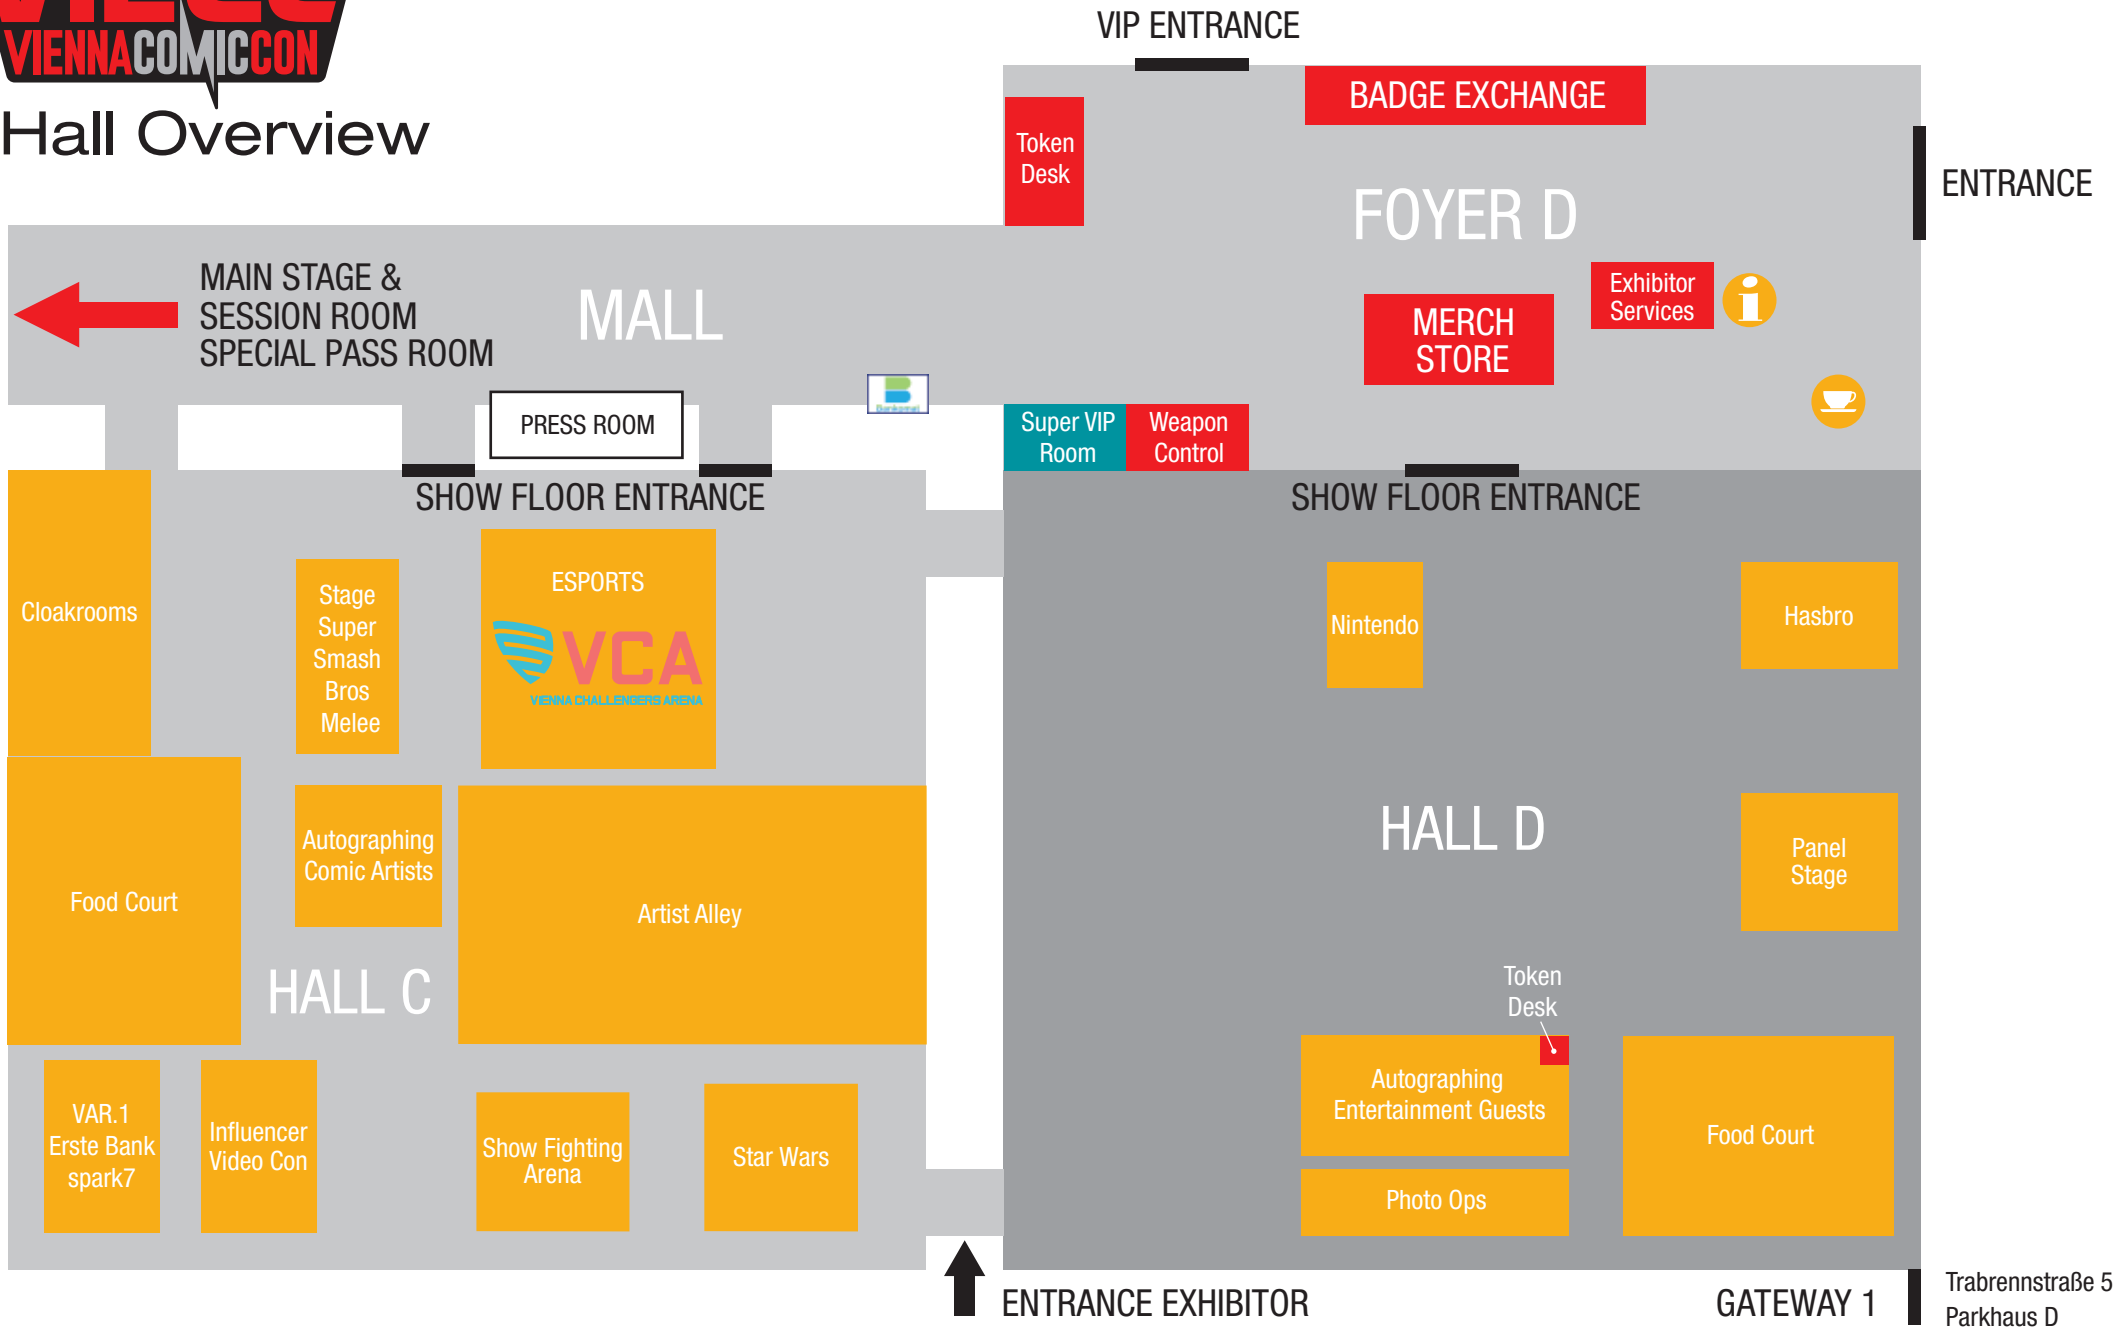 VIECC
VIENNACOMICCON
Hall Overview
VIP ENTRANCE
BADGE EXCHANGE
Token
Desk
ENTRANCE
FOYER D
MAIN STAGE &
SESSION ROOM
SPECIAL PASS ROOM
MALL
Exhibitor
Services
i
MERCH
STORE
Bankomat
PRESS ROOM
Super VIP
Room
Weapon
Control
SHOW FLOOR ENTRANCE
SHOW FLOOR ENTRANCE
Cloakrooms
Stage
Super
Smash
Bros
Melee
ESPORTS
VCA
VIENNA CHALLENGERS ARENA
Nintendo
Hasbro
Autographing
Comic Artists
Food Court
Artist Alley
HALL C
HALL D
Panel
Stage
Token
Desk
Autographing
Entertainment Guests
Photo Ops
Food Court
VAR.1
Erste Bank
spark7
Influencer
Video Con
Show Fighting
Arena
Star Wars
ENTRANCE EXHIBITOR
GATEWAY 1
Trabrennstraße 5
Parkhaus D